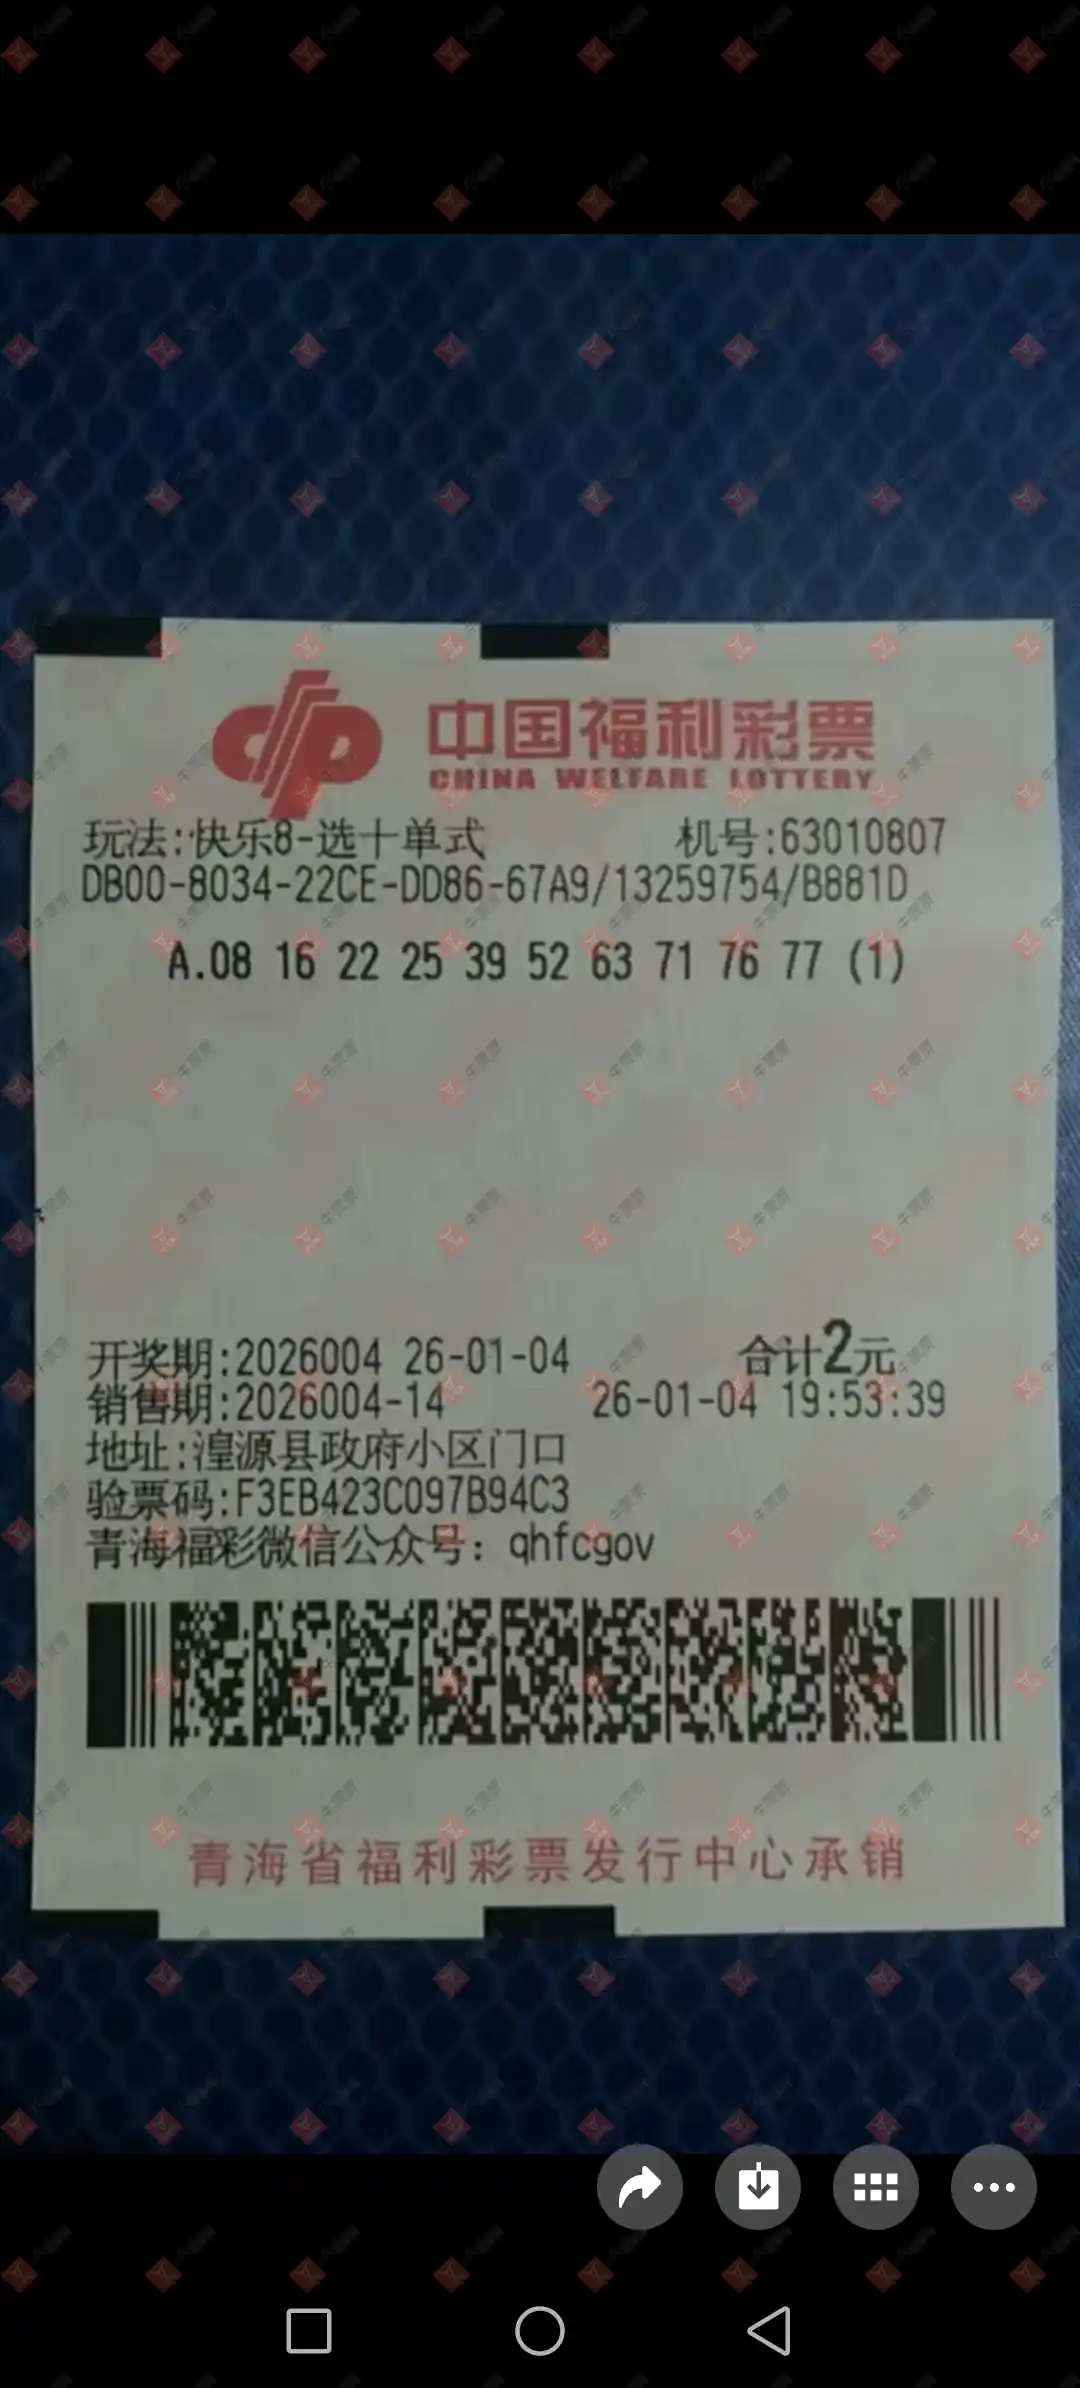 中国福利彩票
CHINA WELFARE LOTTERY
玩法:快乐8-选十单式 机号:63010807
DB00-8034-22CE-DD86-67A9/13259754/B881D
A.08 16 22 25 39 52 63 71 76 77 (1)
开奖期:2026004 26-01-04 合计2元
销售期:2026004-14 26-01-04 19:53:39
地址:湟源县政府小区门口
验票码:F3EB423C097B94C3
青海福彩微信公众号: qhfcgov
青海省福利彩票发行中心承销